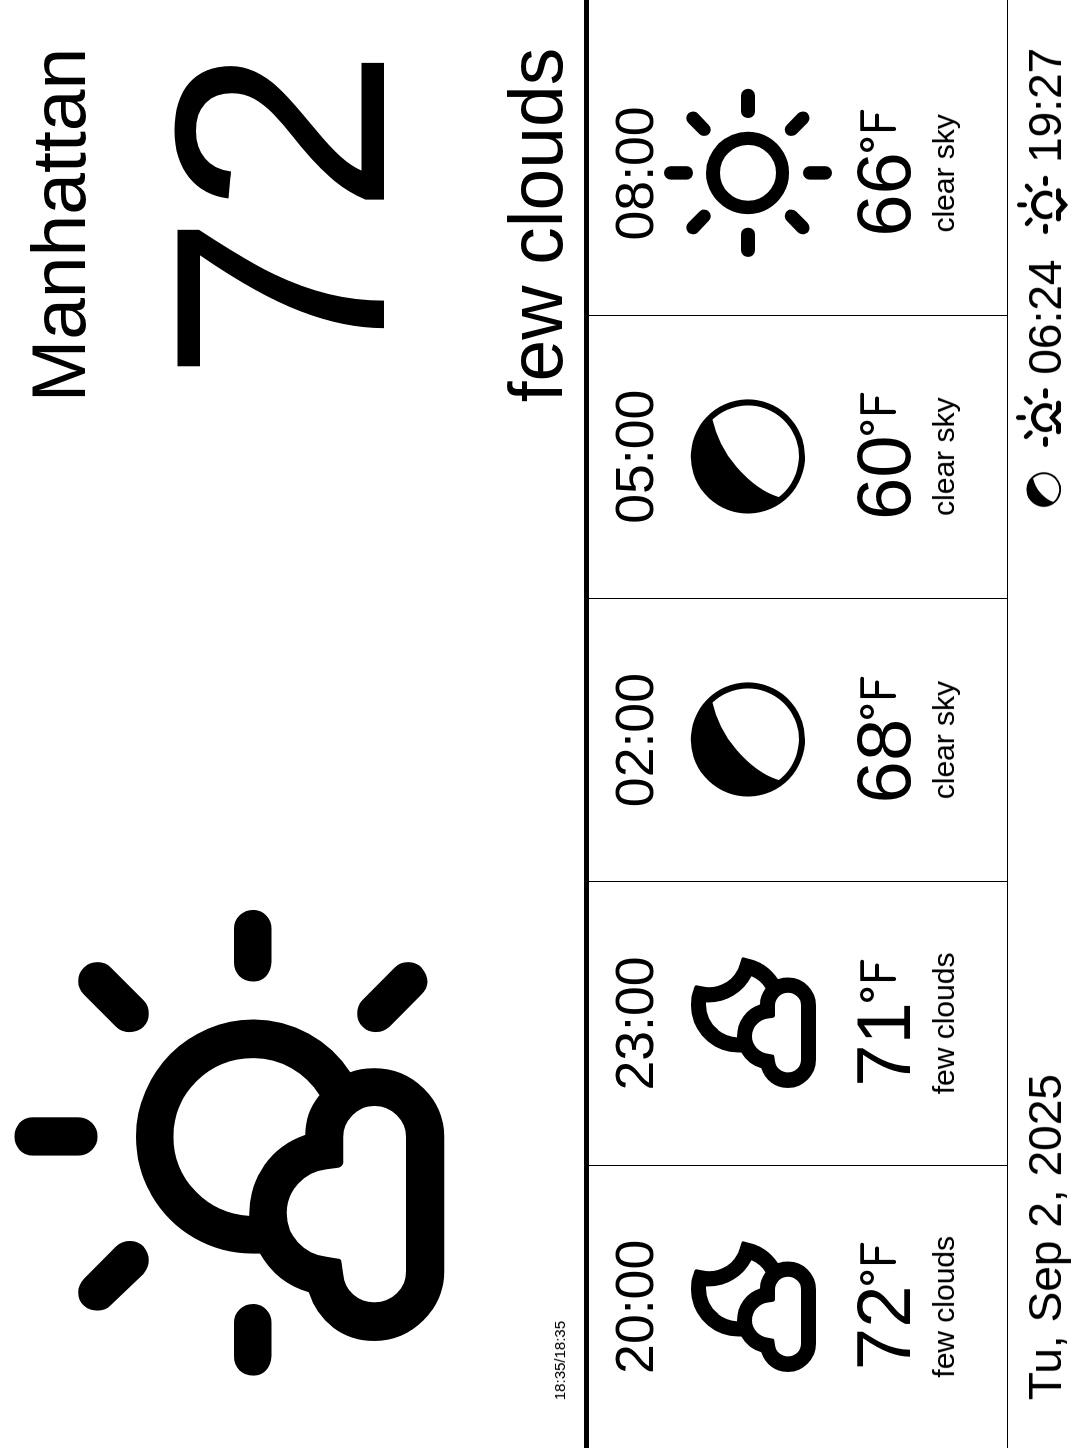 Manhattan
72
few clouds
18:35/18:35
20:00 23:00 02:00 05:00 08:00
72°F 71°F 68°F 60°F 66°F
few clouds few clouds clear sky clear sky clear sky
Tu, Sep 2, 2025 06:24 19:27